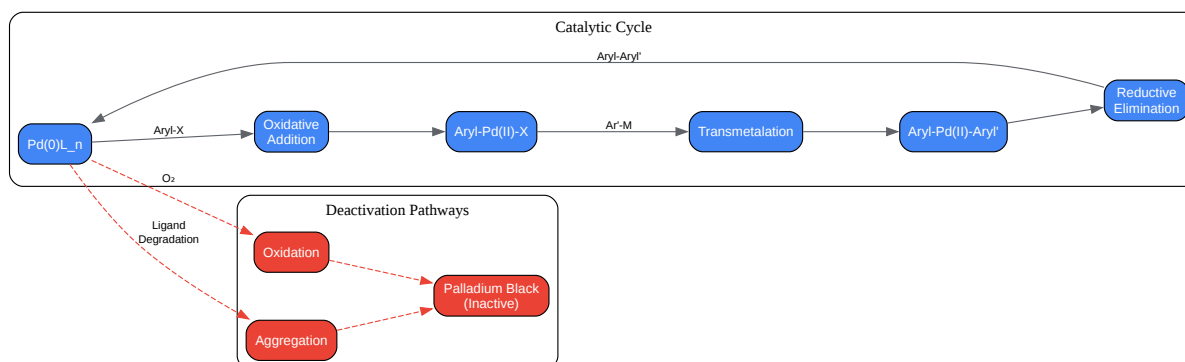 Catalytic Cycle
Aryl-Aryl'
Reductive
Elimination
Pd(0)L_n
Aryl-X
Oxidative
Addition
Aryl-Pd(II)-X
Ar'-M
Transmetalation
Aryl-Pd(II)-Aryl'
O₂
Ligand
Degradation
Deactivation Pathways
Oxidation
Palladium Black
(Inactive)
Aggregation